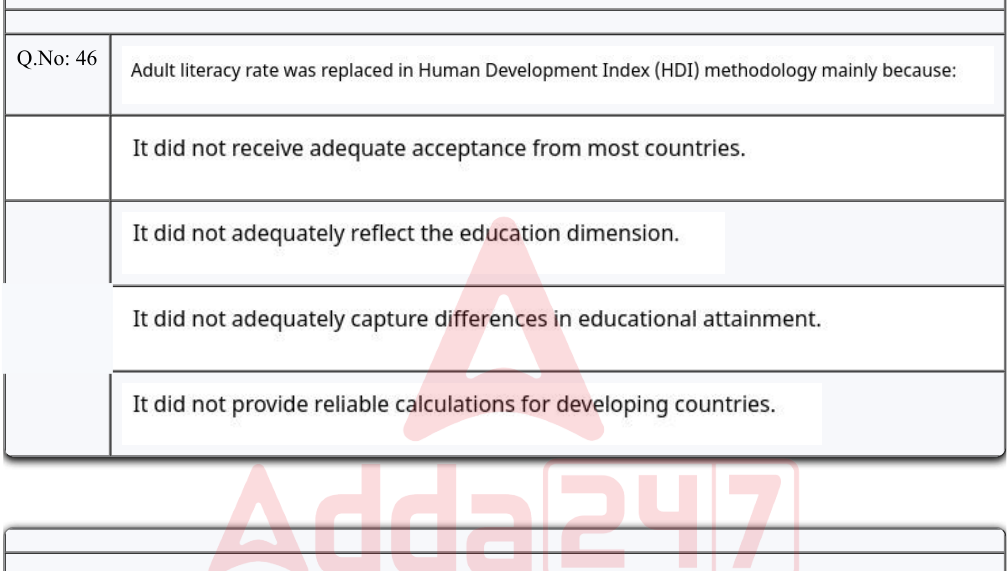 Q.No: 46
Adult literacy rate was replaced in Human Development Index (HDI) methodology mainly because:
It did not receive adequate acceptance from most countries.
It did not adequately reflect the education dimension.
It did not adequately capture differences in educational attainment.
It did not provide reliable calculations for developing countries.
Adda247